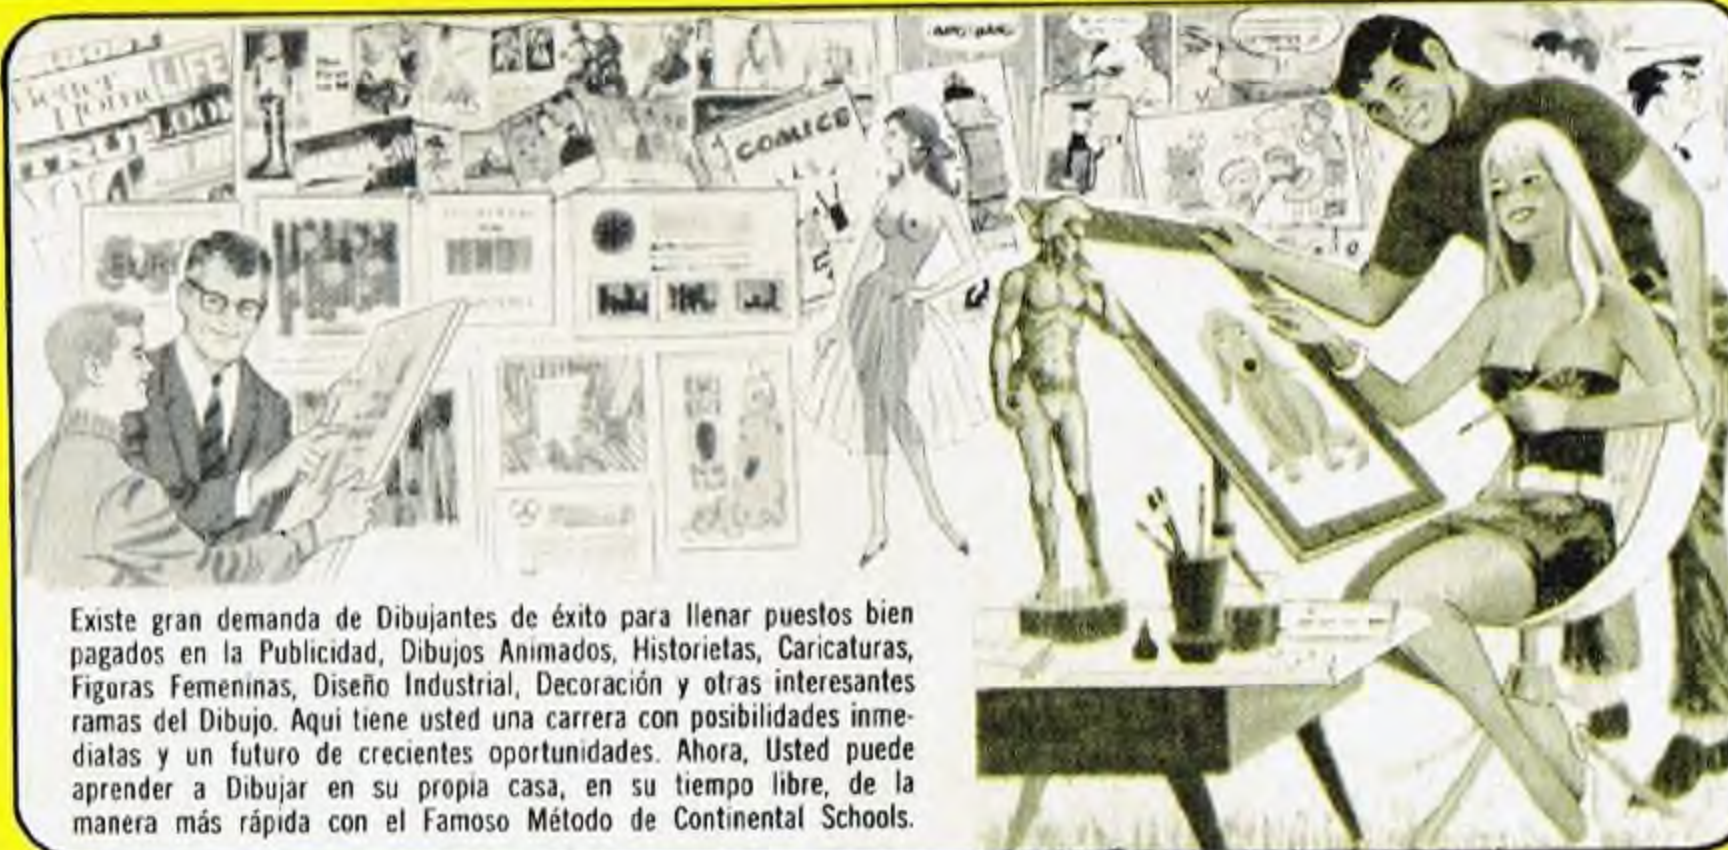 LIFE
LOOK
COMICS
Existe gran demanda de Dibujantes de éxito para llenar puestos bien
pagados en la Publicidad, Dibujos Animados, Historietas, Caricaturas,
Figuras Femeninas, Diseño Industrial, Decoración y otras interesantes
ramas del Dibujo. Aqui tiene usted una carrera con posibilidades inme-
diatas y un futuro de crecientes oportunidades. Ahora, Usted puede
aprender a Dibujar en su propia casa, en su tiempo libre, de la
manera más rápida con el Famoso Método de Continental Schools.